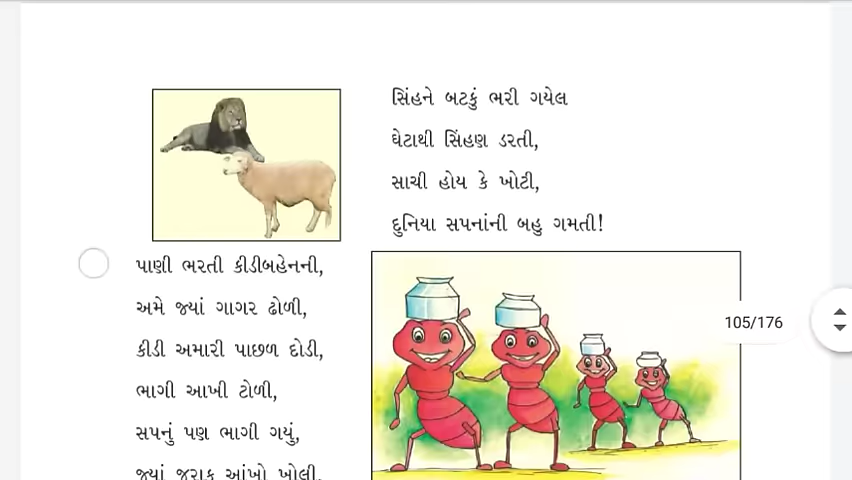 સિંહને બટકું ભરી ગયેલ
ઘેટાથી સિંહણ ડરતી,
સાચી હોય કે ખોટી,
દુનિયા સપનાંની બહુ ગમતી!
પાણી ભરતી કીડીબહેનની,
અમે જ્યાં ગાગર ઢોળી,
કીડી અમારી પાછળ દોડી,
ભાગી આખી ટોળી,
સપનું પણ ભાગી ગયું,
જ્યાં જરાક આંખો ખોલી.
105/176